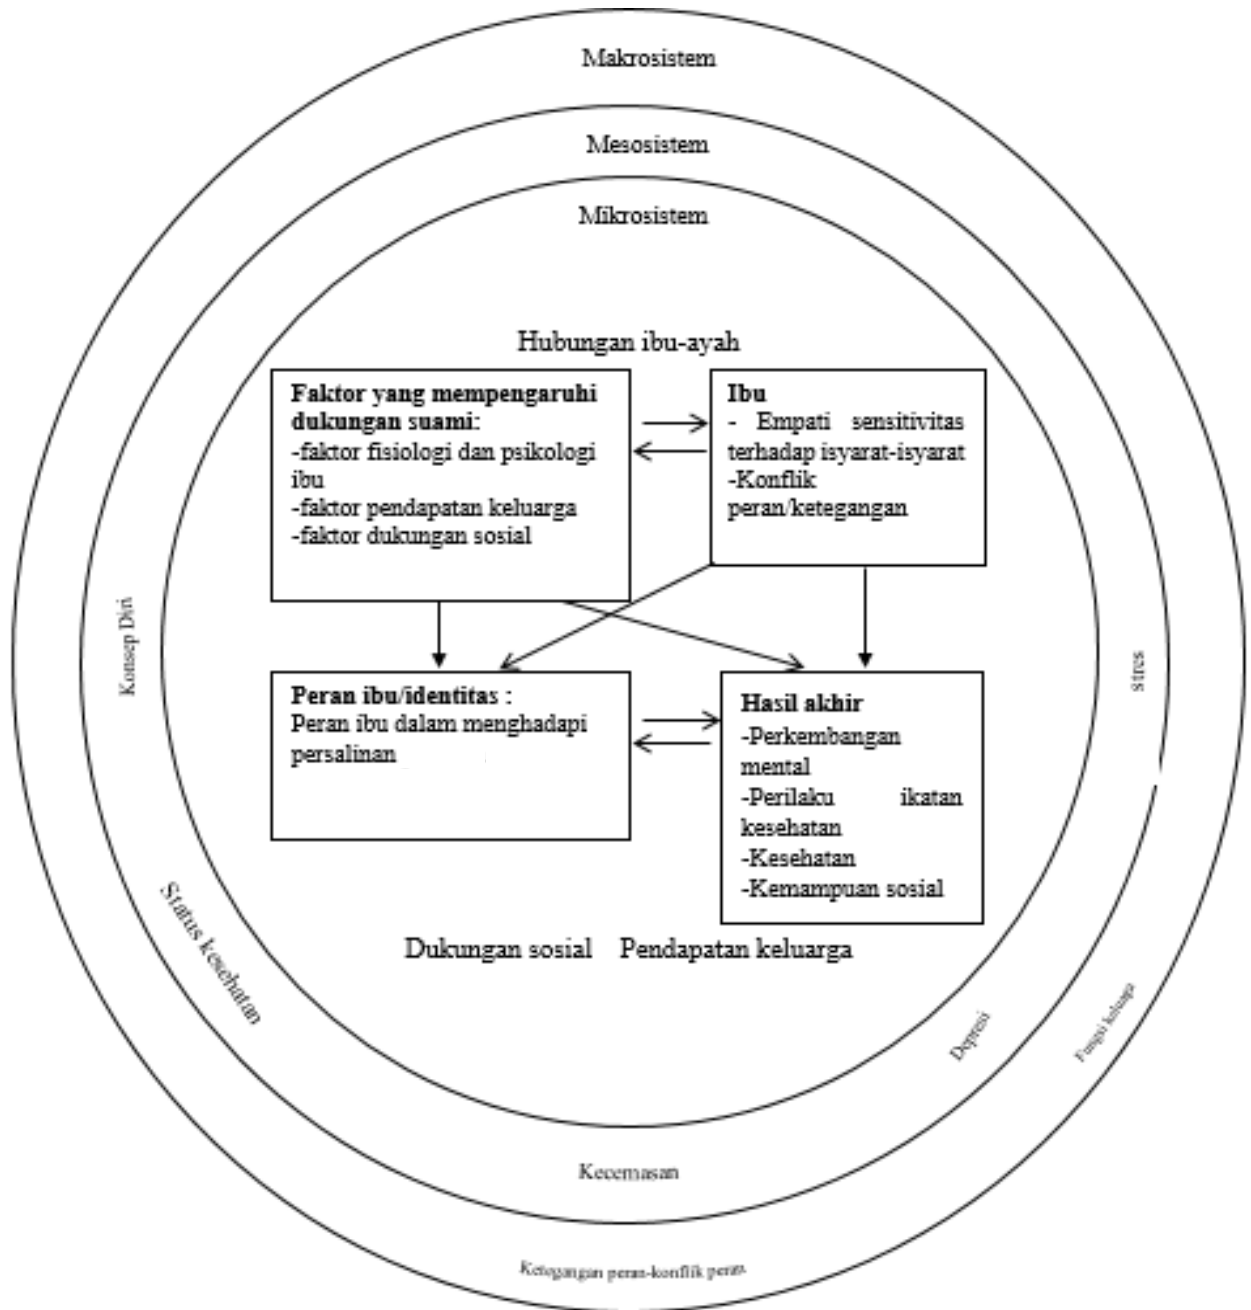 Makrosistem
Mesosistem
Mikrosistem
Hubungan ibu-ayah
Faktor yang mempengaruhi
dukungan suami:
-faktor fisiologi dan psikologi
ibu
-faktor pendapatan keluarga
-faktor dukungan sosial
Ibu
- Empati sensitivitas
terhadap isyarat-isyarat
-Konflik
peran/ketegangan
Konsep Diri
stres
Peran ibu/identitas :
Peran ibu dalam menghadapi
persalinan
Hasil akhir
-Perkembangan
mental
-Perilaku ikatan
kesehatan
-Kesehatan
-Kemampuan sosial
Status kesehatan
Dukungan sosial Pendapatan keluarga
Depresi
Fungsi keluaga
Kecemasan
Ketegangan peran-konflik peran